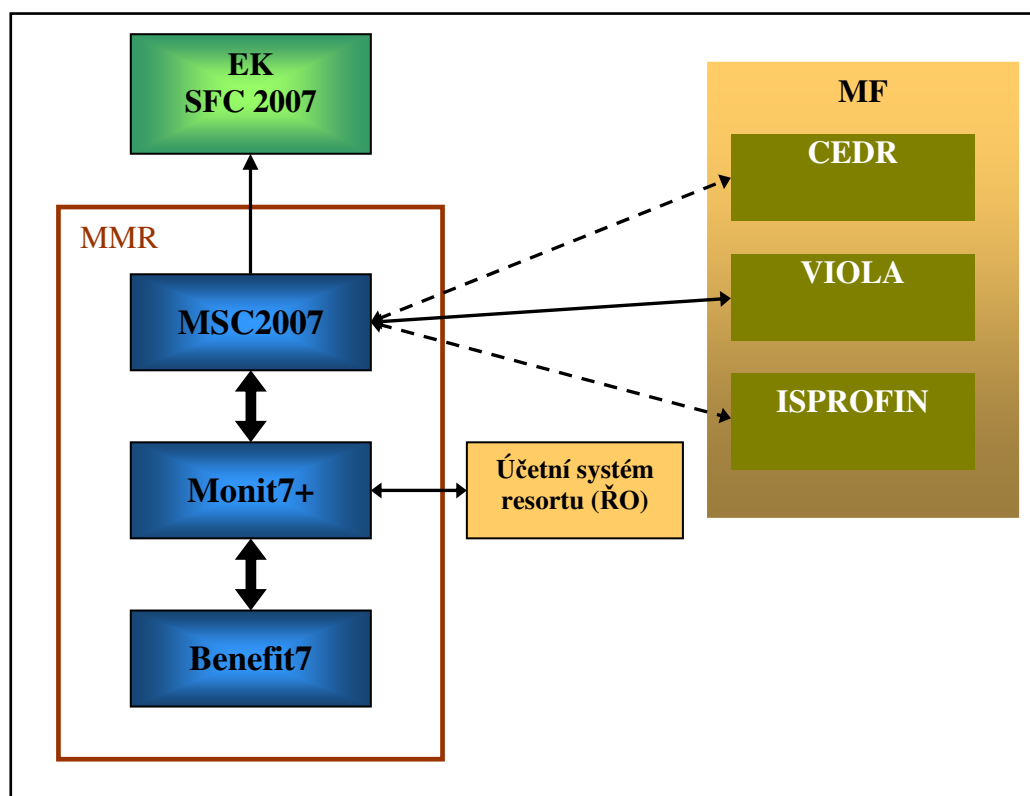 EK
SFC 2007
MF
CEDR
MMR
VIOLA
MSC2007
ISPROFIN
Monit7+
Účetní systém
resortu (ŘO)
Benefit7